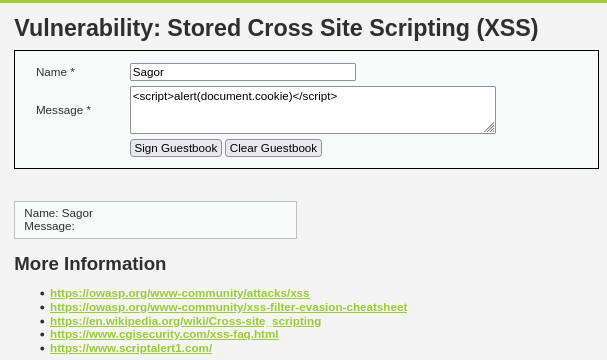 Vulnerability: Stored Cross Site Scripting (XSS)
Name * Sagor
Message * <script>alert(document.cookie)</script>
Sign Guestbook Clear Guestbook
Name: Sagor
Message:
More Information
• https://owasp.org/www-community/attacks/xss
• https://owasp.org/www-community/xss-filter-evasion-cheatsheet
• https://en.wikipedia.org/wiki/Cross-site_scripting
• https://www.cgisecurity.com/xss-faq.html
• https://www.scriptalert1.com/